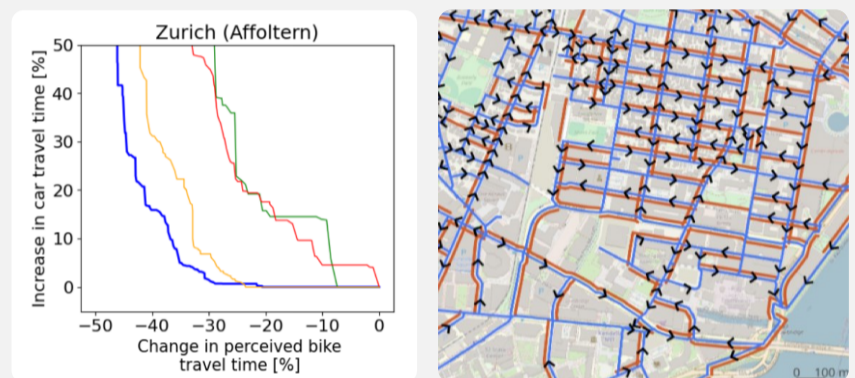 Zurich (Affoltern)
Increase in car travel time [%]
50
40
30
20
10
0
−50 −40 −30 −20 −10 0
Change in perceived bike
travel time [%]
0 100 m